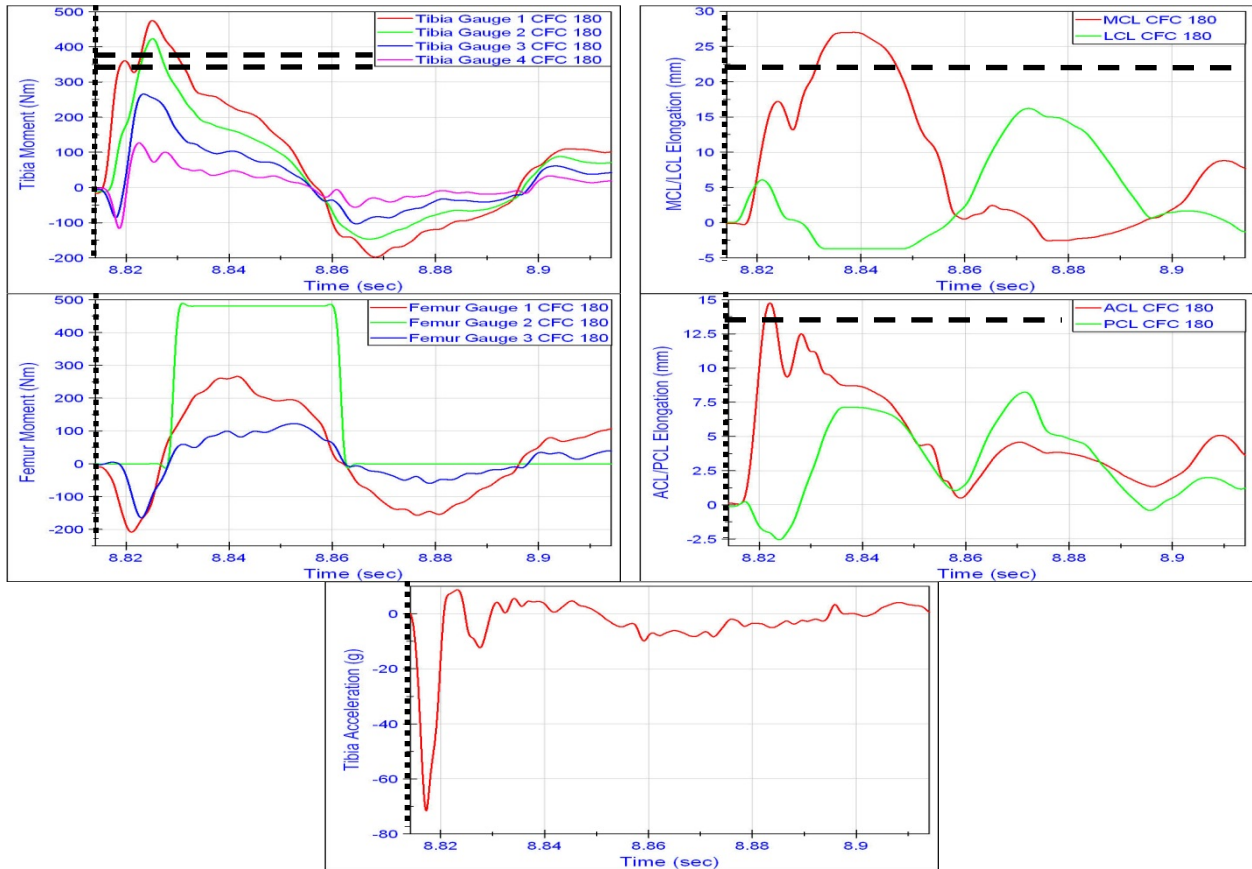 Tibia Moment (Nm)
500
400
300
200
100
0
-100
-200
Tibia Gauge 1 CFC 180
Tibia Gauge 2 CFC 180
Tibia Gauge 3 CFC 180
Tibia Gauge 4 CFC 180
8.82 8.84 8.86 8.88 8.9
Time (sec)
MCL/LCL Elongation (mm)
30
25
20
15
10
5
0
-5
MCL CFC 180
LCL CFC 180
8.82 8.84 8.86 8.88 8.9
Time (sec)
Femur Moment (Nm)
500
400
300
200
100
0
-100
-200
Femur Gauge 1 CFC 180
Femur Gauge 2 CFC 180
Femur Gauge 3 CFC 180
8.82 8.84 8.86 8.88 8.9
Time (sec)
ACL/PCL Elongation (mm)
15
12.5
10
7.5
5
2.5
0
-2.5
ACL CFC 180
PCL CFC 180
8.82 8.84 8.86 8.88 8.9
Time (sec)
Tibia Acceleration (g)
0
-20
-40
-60
-80
8.82 8.84 8.86 8.88 8.9
Time (sec)